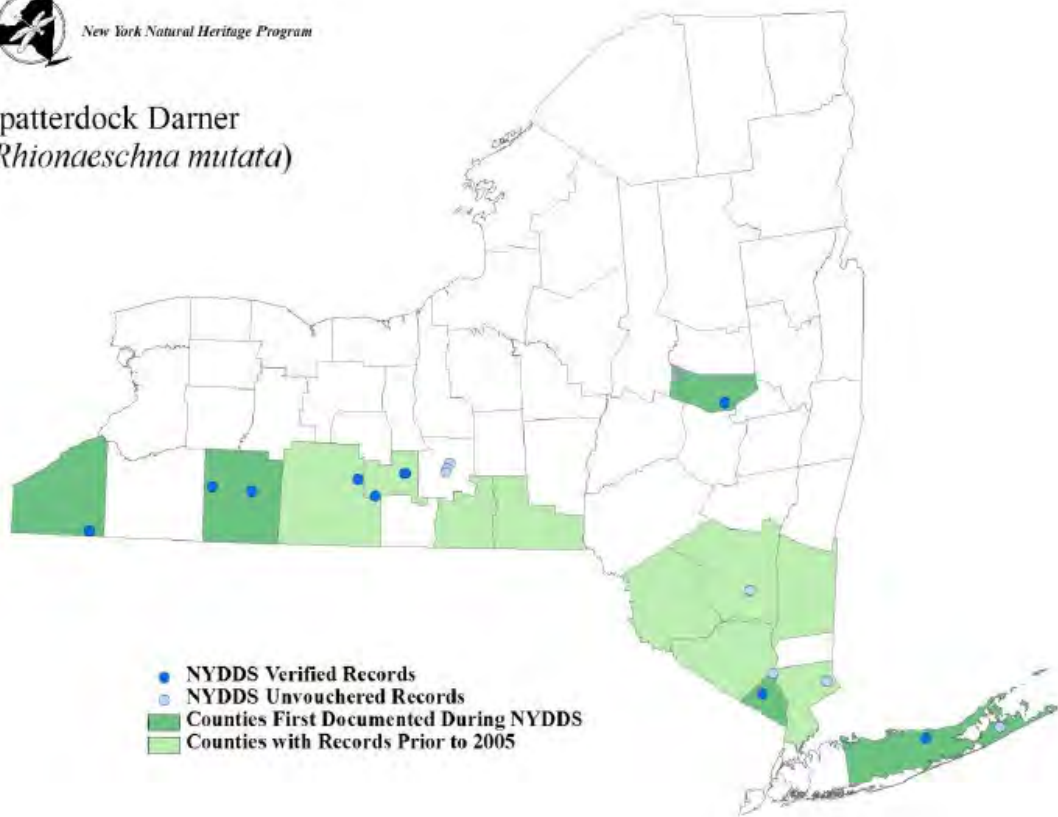 New York Natural Heritage Program
patterdock Darner
Rhionaeschna mutata)
NYDDS Verified Records
NYDDS Unvouchered Records
Counties First Documented During NYDDS
Counties with Records Prior to 2005